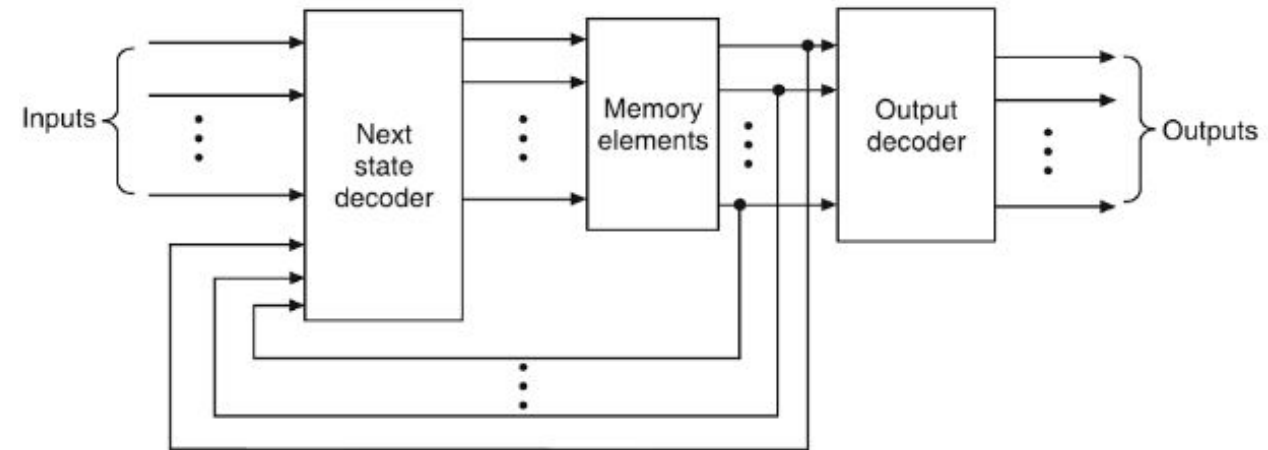 Inputs
Next
state
decoder
Memory
elements
Output
decoder
Outputs